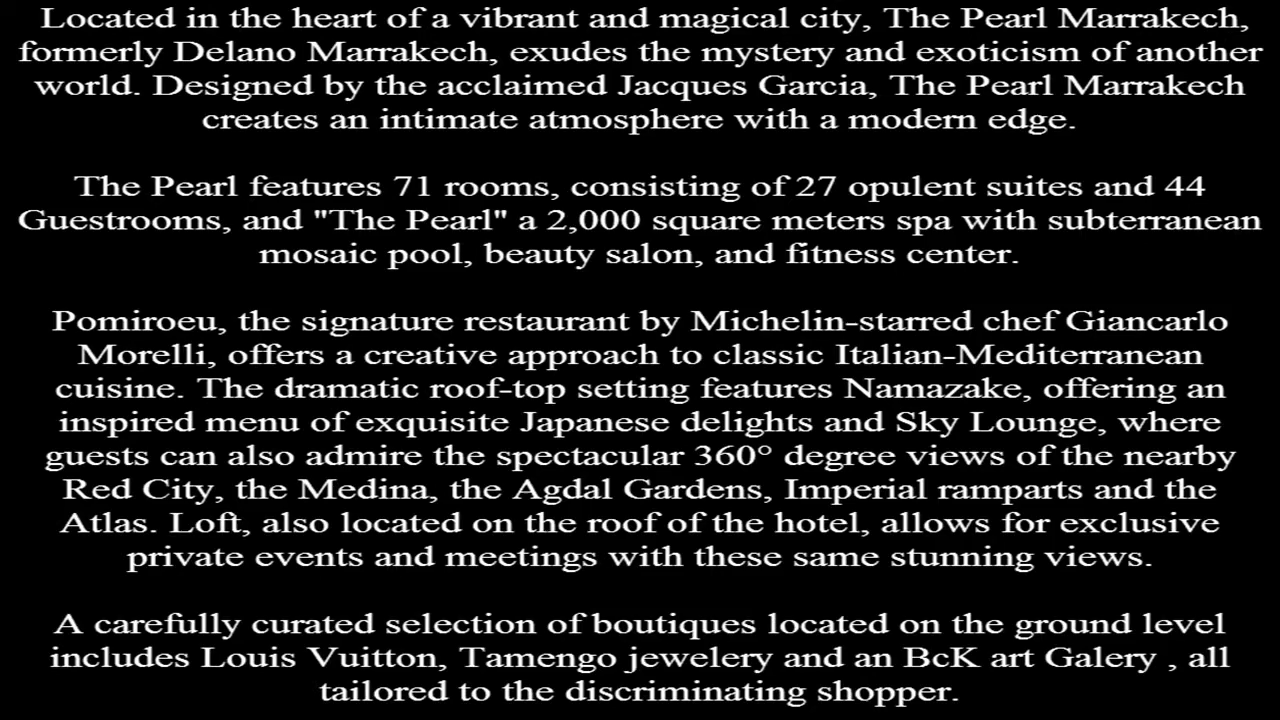 Located in the heart of a vibrant and magical city, The Pearl Marrakech,
formerly Delano Marrakech, exudes the mystery and exoticism of another
world. Designed by the acclaimed Jacques Garcia, The Pearl Marrakech
creates an intimate atmosphere with a modern edge.
The Pearl features 71 rooms, consisting of 27 opulent suites and 44
Guestrooms, and "The Pearl" a 2,000 square meters spa with subterranean
mosaic pool, beauty salon, and fitness center.
Pomiroeu, the signature restaurant by Michelin-starred chef Giancarlo
Morelli, offers a creative approach to classic Italian-Mediterranean
cuisine. The dramatic roof-top setting features Namazake, offering an
inspired menu of exquisite Japanese delights and Sky Lounge, where
guests can also admire the spectacular 360° degree views of the nearby
Red City, the Medina, the Agdal Gardens, Imperial ramparts and the
Atlas. Loft, also located on the roof of the hotel, allows for exclusive
private events and meetings with these same stunning views.
A carefully curated selection of boutiques located on the ground level
includes Louis Vuitton, Tamengo jewelery and an BcK art Galery , all
tailored to the discriminating shopper.